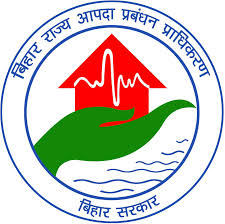 बिहार राज्य आपदा प्रबंधन प्राधिकरण
बिहार सरकार